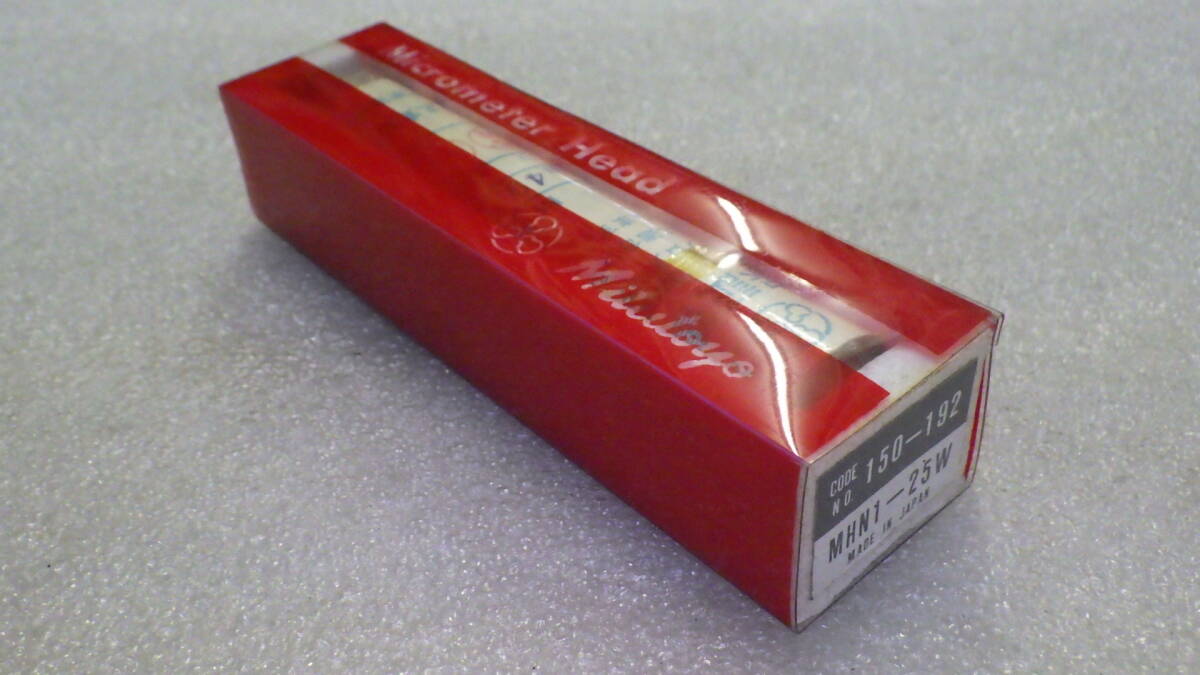 Micrometer Head
Mitutoyo
CODE NO. 150-192
MHN1-25W
MADE IN JAPAN